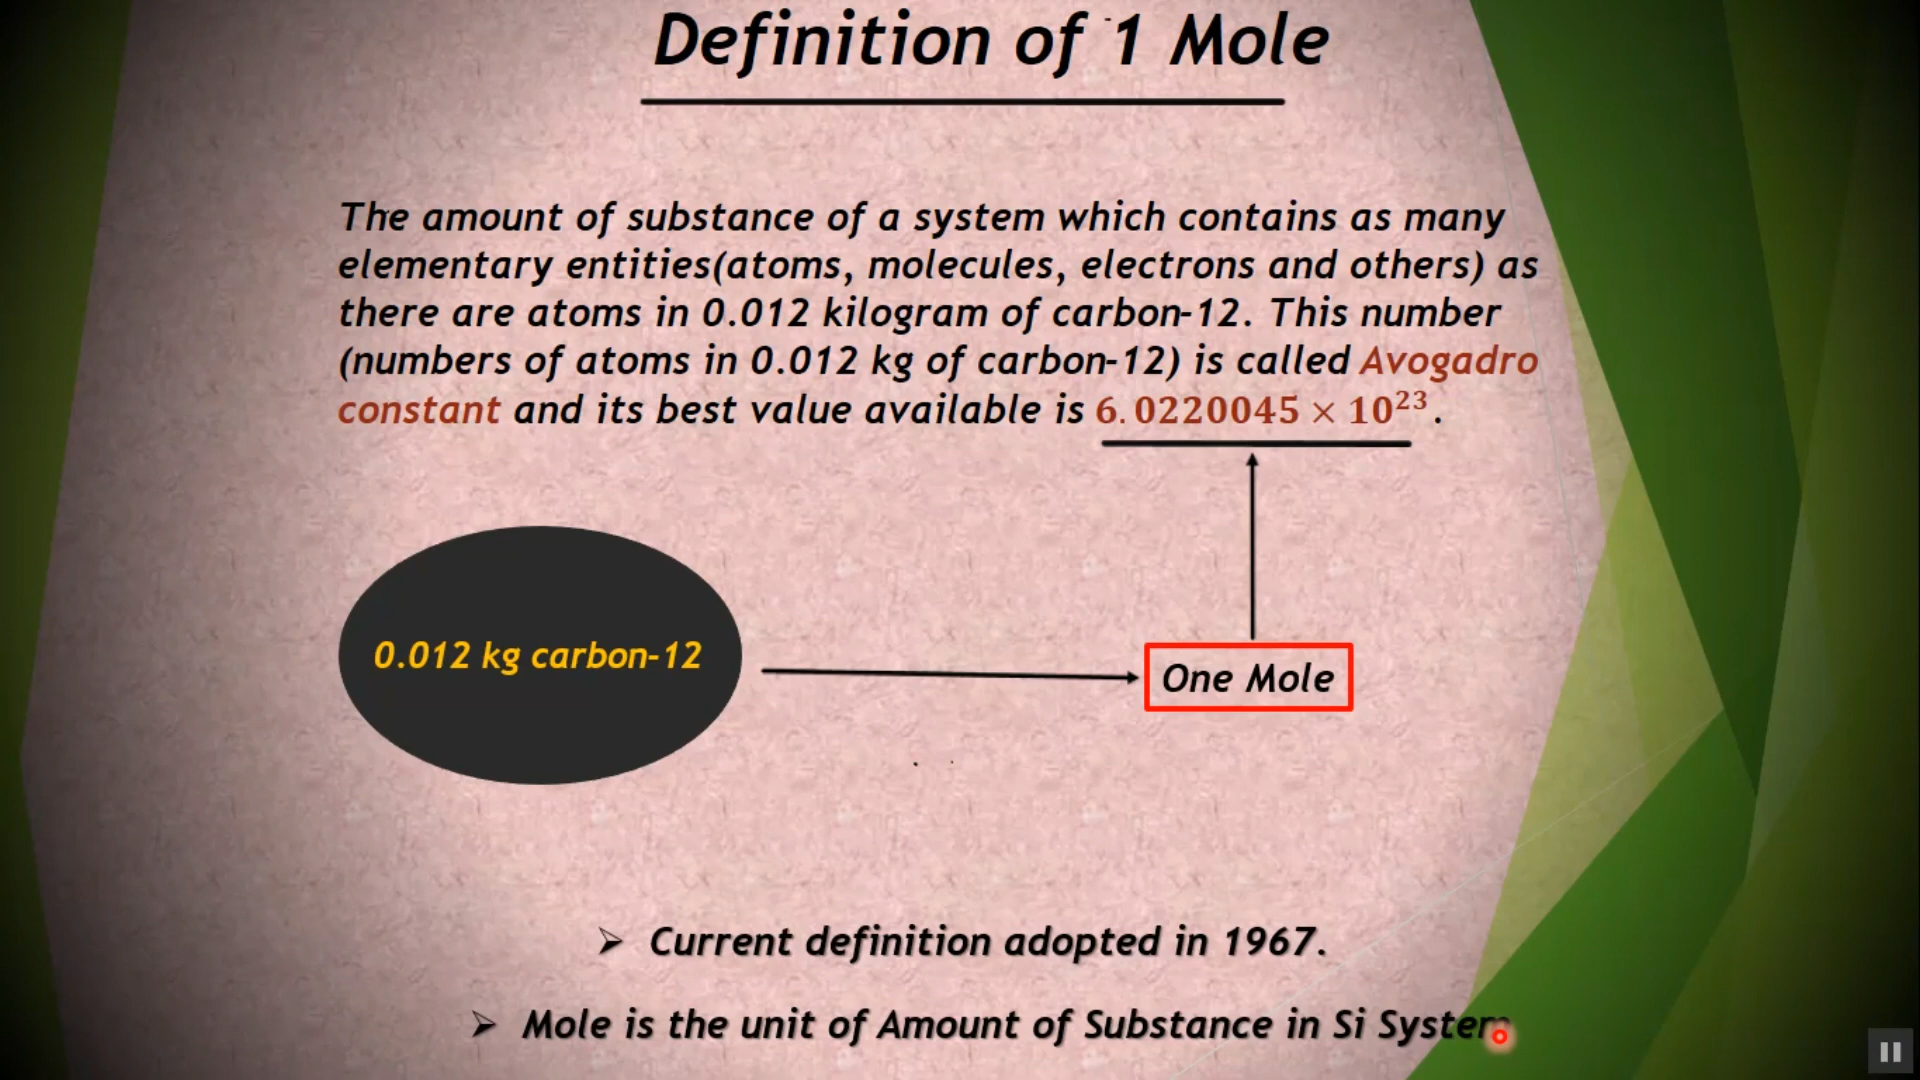 Definition of 1 Mole
The amount of substance of a system which contains as many
elementary entities(atoms, molecules, electrons and others) as
there are atoms in 0.012 kilogram of carbon-12. This number
(numbers of atoms in 0.012 kg of carbon-12) is called Avogadro
constant and its best value available is 6.0220045 × 10²³.
0.012 kg carbon-12
One Mole
➢ Current definition adopted in 1967.
➢ Mole is the unit of Amount of Substance in Si System